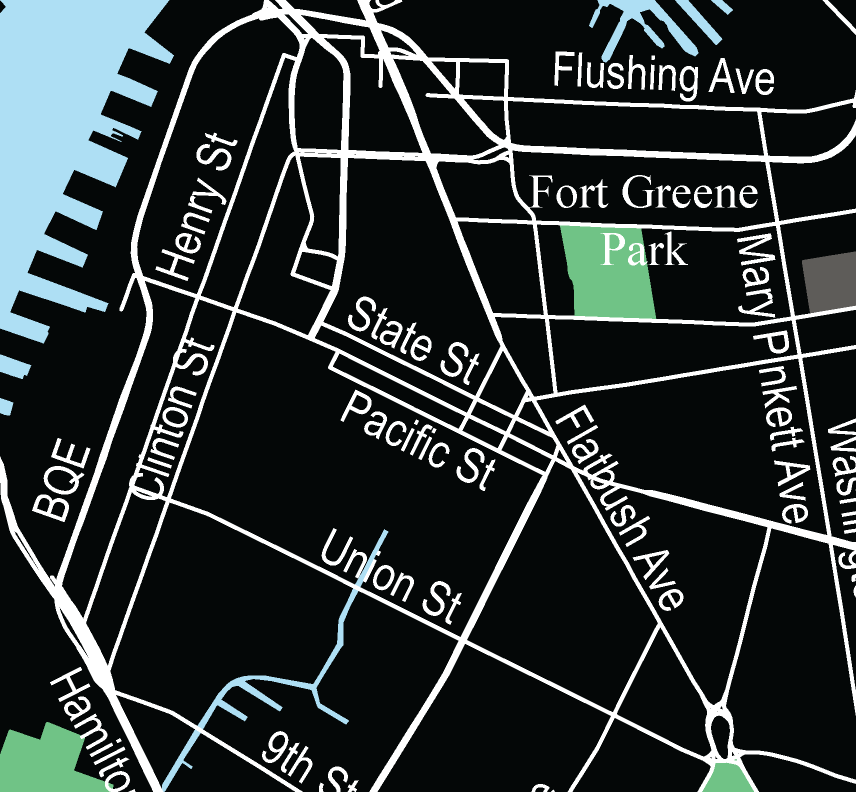 Flushing Ave
Henry St
Fort Greene
Park
Mary Pinkett Ave
State St
Clinton St
Pacific St
Flatbush Ave
BQE
Union St
9th St